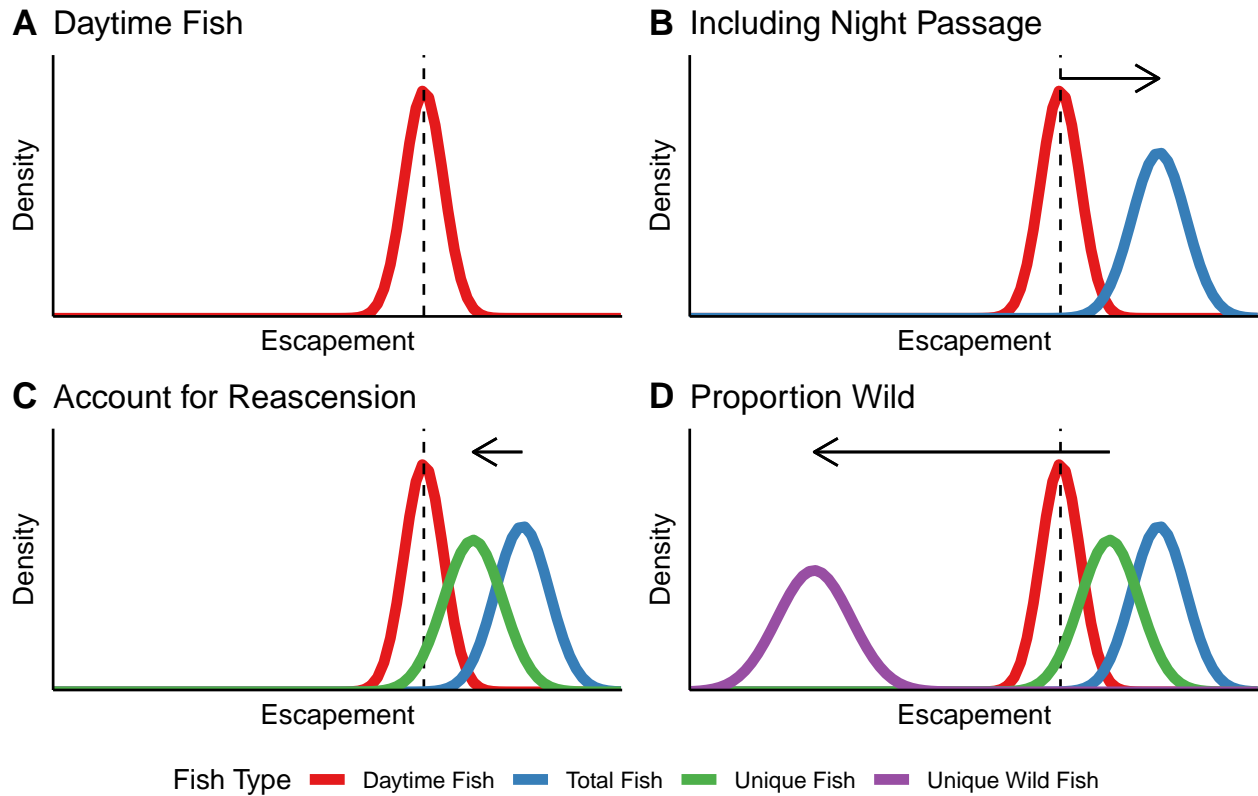 A Daytime Fish
Density
Escapement
B Including Night Passage
Density
Escapement
C Account for Reascension
Density
Escapement
D Proportion Wild
Density
Escapement
Fish Type Daytime Fish Total Fish Unique Fish Unique Wild Fish